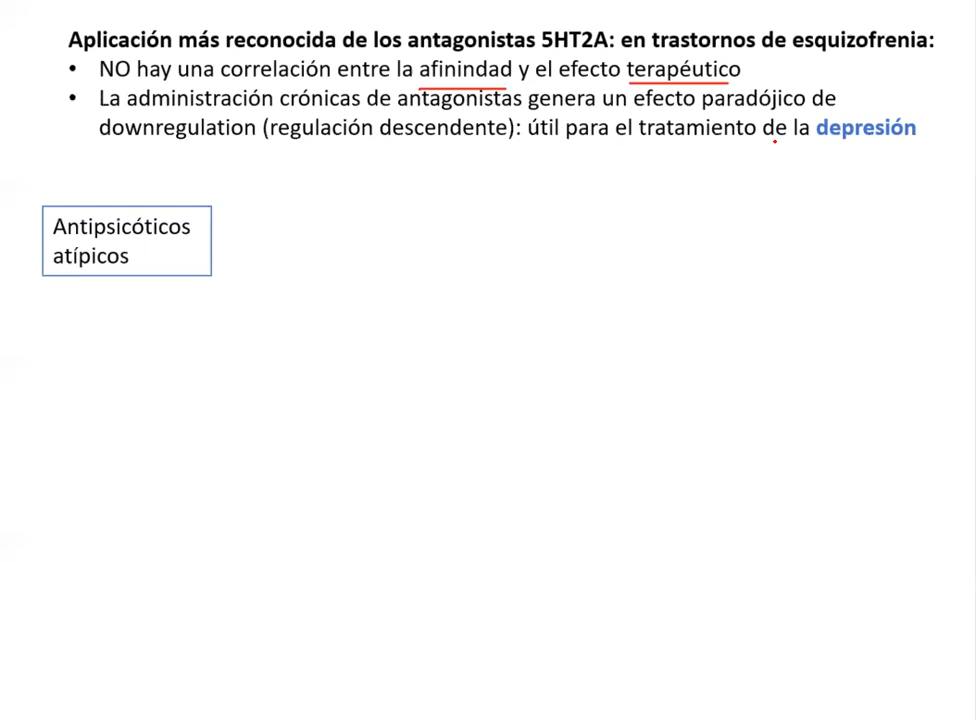 Aplicación más reconocida de los antagonistas 5HT2A: en trastornos de esquizofrenia:
• NO hay una correlación entre la afinindad y el efecto terapéutico
• La administración crónicas de antagonistas genera un efecto paradójico de
downregulation (regulación descendente): útil para el tratamiento de la depresión
Antipsicóticos
atípicos